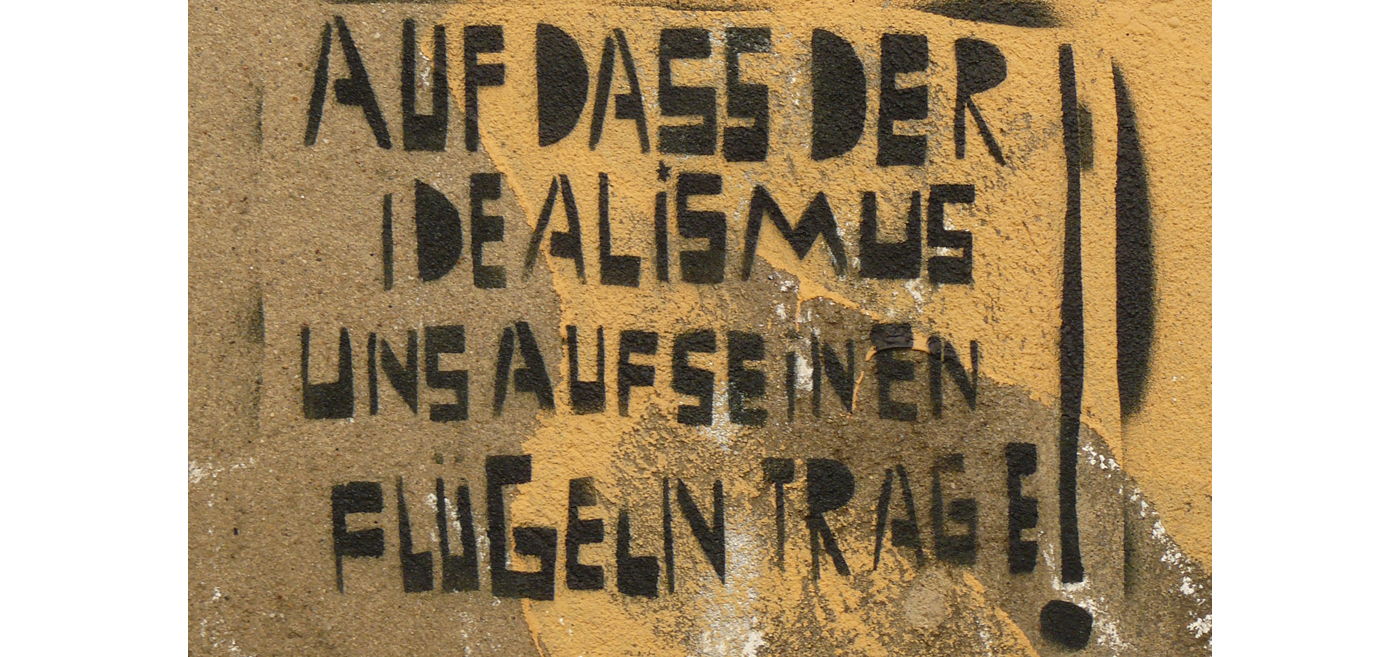 AUF DASS DER
IDEALiSMUS
UNS AUF SEiNEN
FLÜGELN TRAGE!